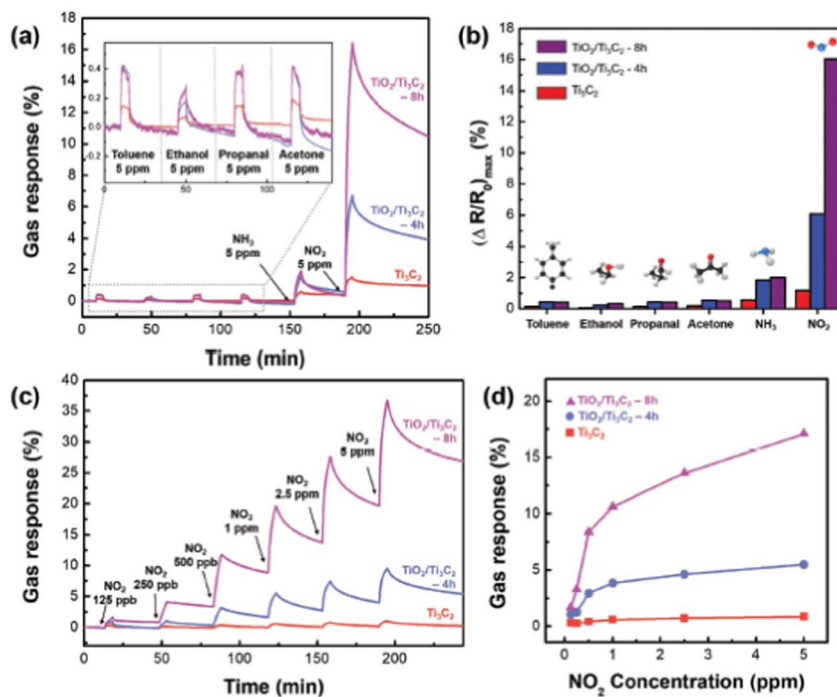 (a)
Gas response (%)
18
16
14
12
10
8
6
4
2
0
0.4
0.2
0.0
-0.2
Toluene
5 ppm
Ethanol
5 ppm
Propanal
5 ppm
Acetone
5 ppm
0
50
100
TiO₂/Ti₃C₂
– 8h
TiO₂/Ti₃C₂
– 4h
Ti₃C₂
NH₃
5 ppm
NO₂
5 ppm
0 50 100 150 200 250
Time (min)
(b)
(Δ R/R₀)max (%)
18
16
14
12
10
8
6
4
2
0
TiO₂/Ti₃C₂ - 8h
TiO₂/Ti₃C₂ - 4h
Ti₃C₂
Toluene Ethanol Propanal Acetone NH₃ NO₂
(c)
Gas response (%)
40
35
30
25
20
15
10
5
0
NO₂
125 ppb
NO₂
250 ppb
NO₂
500 ppb
NO₂
1 ppm
NO₂
2.5 ppm
NO₂
5 ppm
TiO₂/Ti₃C₂
– 8h
TiO₂/Ti₃C₂
– 4h
Ti₃C₂
0 50 100 150 200
Time (min)
(d)
Gas response (%)
20
15
10
5
0
TiO₂/Ti₃C₂ – 8h
TiO₂/Ti₃C₂ – 4h
Ti₃C₂
0 1 2 3 4 5
NO₂ Concentration (ppm)